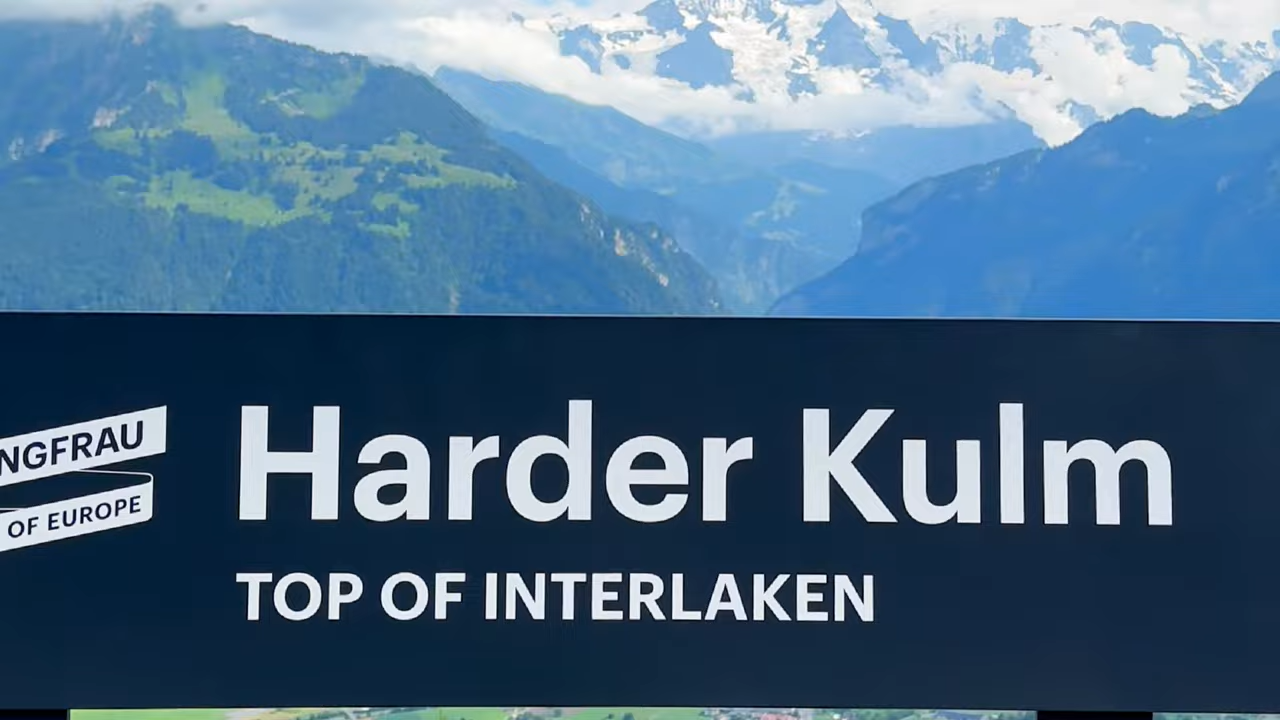 NGFRAU
OF EUROPE
Harder Kulm
TOP OF INTERLAKEN